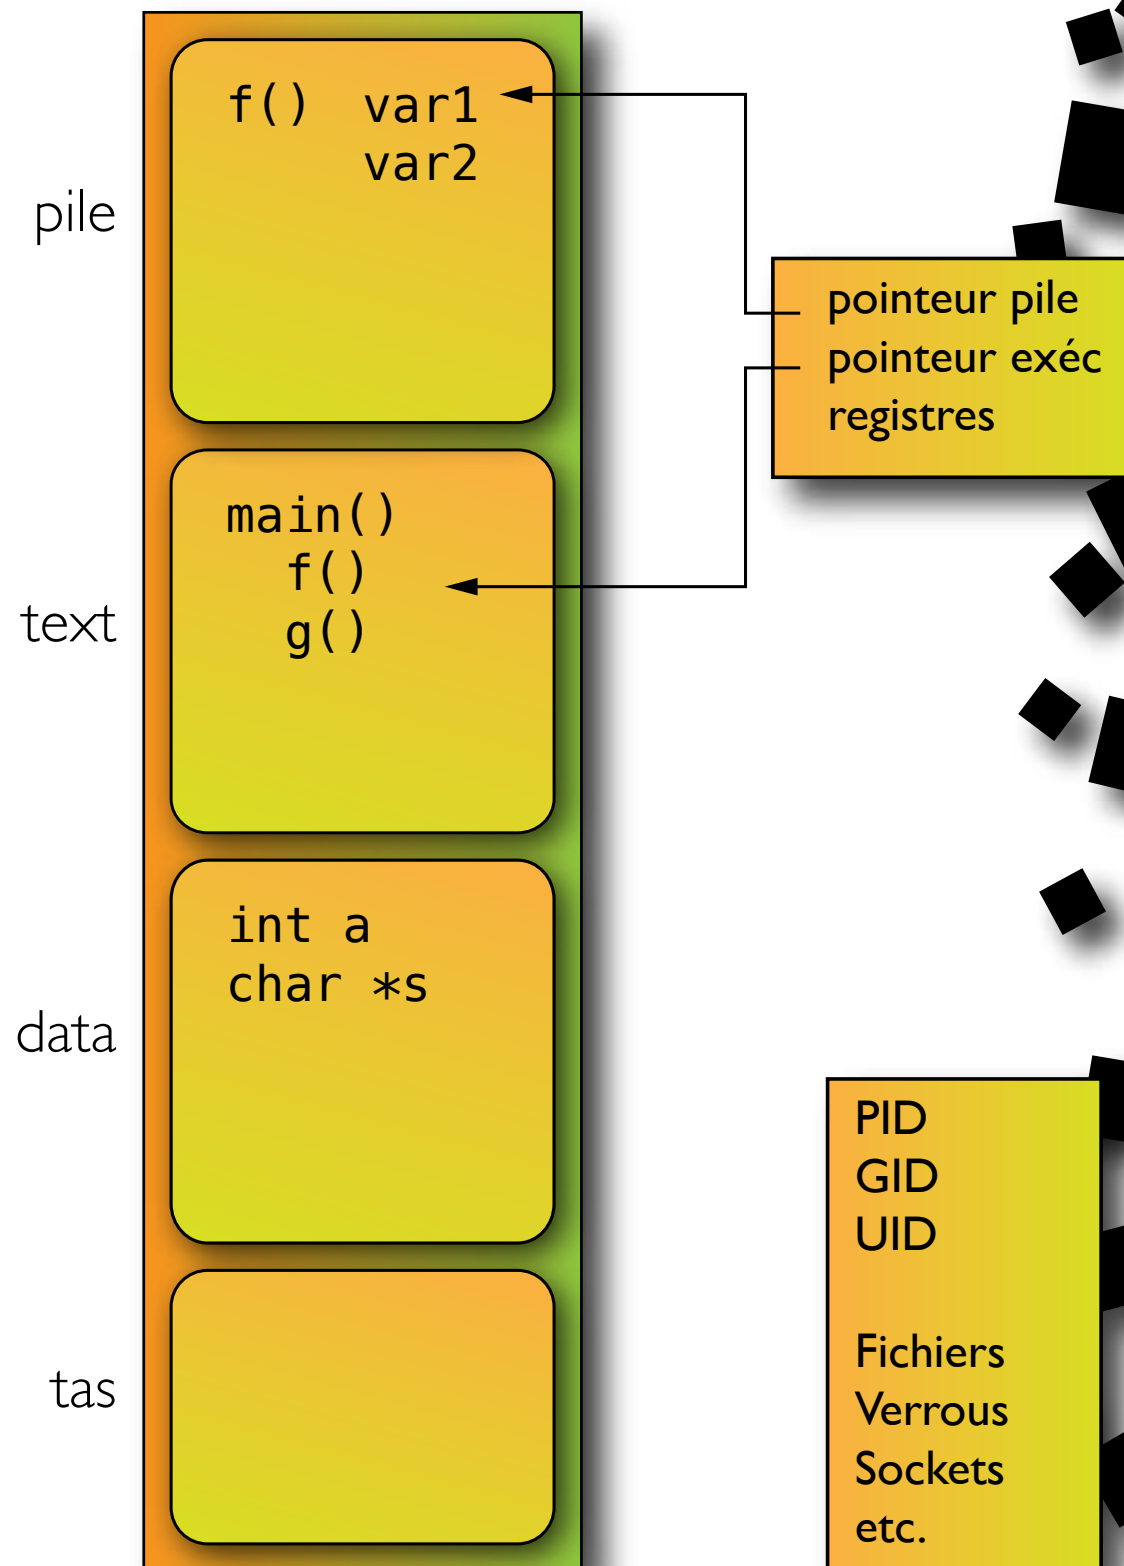 pile
f() var1
var2
pointeur pile
pointeur exéc
registres
text
main()
f()
g()
data
int a
char *s
PID
GID
UID
tas
Fichiers
Verrous
Sockets
etc.